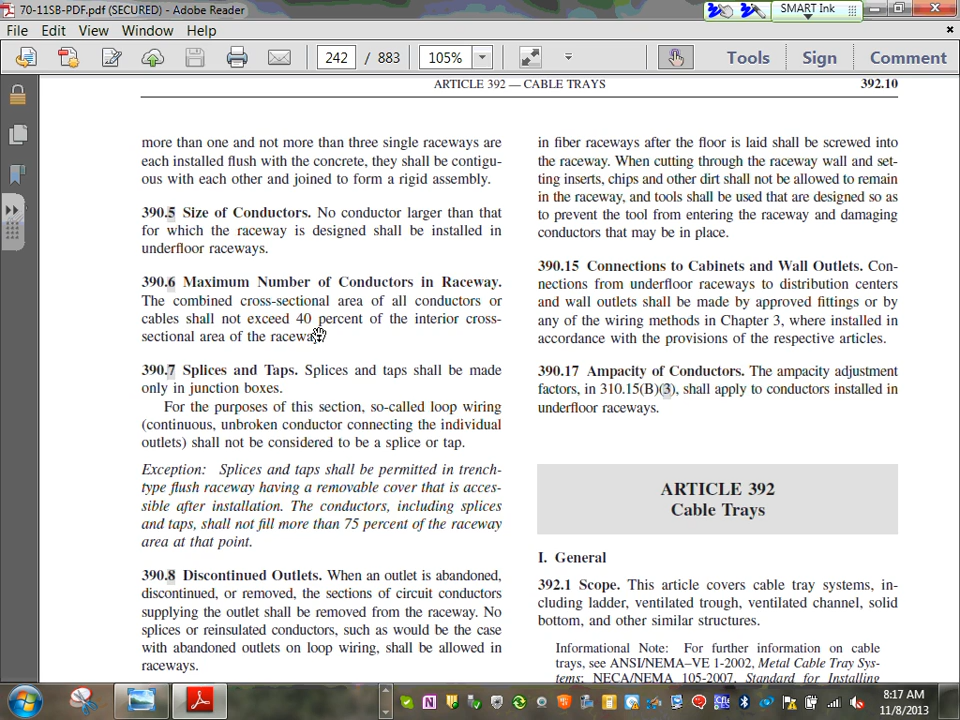 70-11SB-PDF.pdf (SECURED) - Adobe Reader
SMART Ink
File Edit View Window Help
242 / 883 105% Tools Sign Comment
ARTICLE 392 — CABLE TRAYS 392.10
more than one and not more than three single raceways are
each installed flush with the concrete, they shall be contigu-
ous with each other and joined to form a rigid assembly.
390.5 Size of Conductors. No conductor larger than that
for which the raceway is designed shall be installed in
underfloor raceways.
390.6 Maximum Number of Conductors in Raceway.
The combined cross-sectional area of all conductors or
cables shall not exceed 40 percent of the interior cross-
sectional area of the raceway.
390.7 Splices and Taps. Splices and taps shall be made
only in junction boxes.
For the purposes of this section, so-called loop wiring
(continuous, unbroken conductor connecting the individual
outlets) shall not be considered to be a splice or tap.
Exception: Splices and taps shall be permitted in trench-
type flush raceway having a removable cover that is acces-
sible after installation. The conductors, including splices
and taps, shall not fill more than 75 percent of the raceway
area at that point.
390.8 Discontinued Outlets. When an outlet is abandoned,
discontinued, or removed, the sections of circuit conductors
supplying the outlet shall be removed from the raceway. No
splices or reinsulated conductors, such as would be the case
with abandoned outlets on loop wiring, shall be allowed in
raceways.
in fiber raceways after the floor is laid shall be screwed into
the raceway. When cutting through the raceway wall and set-
ting inserts, chips and other dirt shall not be allowed to remain
in the raceway, and tools shall be used that are designed so as
to prevent the tool from entering the raceway and damaging
conductors that may be in place.
390.15 Connections to Cabinets and Wall Outlets. Con-
nections from underfloor raceways to distribution centers
and wall outlets shall be made by approved fittings or by
any of the wiring methods in Chapter 3, where installed in
accordance with the provisions of the respective articles.
390.17 Ampacity of Conductors. The ampacity adjustment
factors, in 310.15(B)(3), shall apply to conductors installed in
underfloor raceways.
ARTICLE 392
Cable Trays
I. General
392.1 Scope. This article covers cable tray systems, in-
cluding ladder, ventilated trough, ventilated channel, solid
bottom, and other similar structures.
Informational Note: For further information on cable
trays, see ANSI/NEMA–VE 1-2002, Metal Cable Tray Sys-
tems; NECA/NEMA 105-2007, Standard for Installing
8:17 AM
11/8/2013